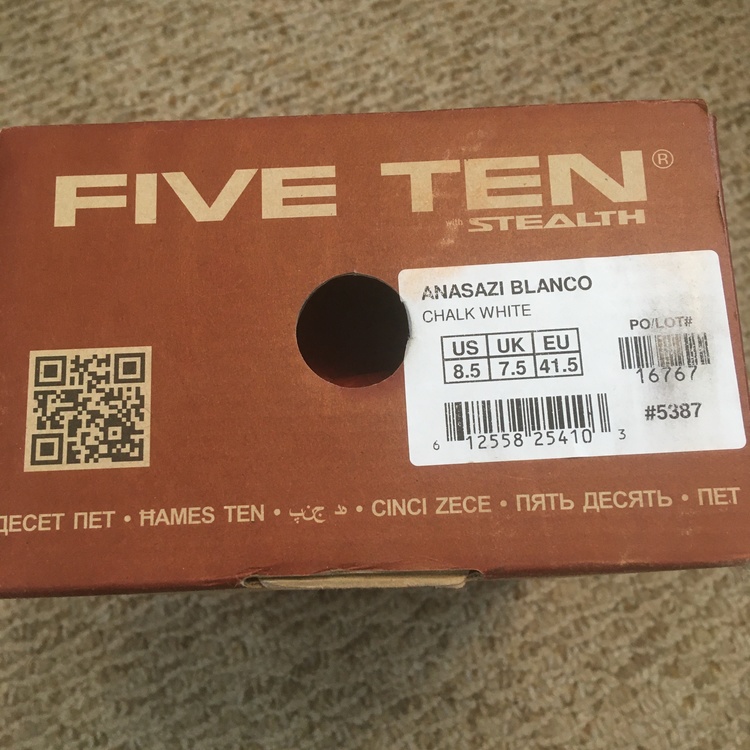 FIVE TEN®
with STEALTH
ANASAZI BLANCO
CHALK WHITE
US UK EU
8.5 7.5 41.5
PO/LOT#
16767
#5387
6 12558 25410 3
ДЕСЕТ ПЕТ • ĦAMES TEN • • CINCI ZECE • ПЯТЬ ДЕСЯТЬ • ПЕТ